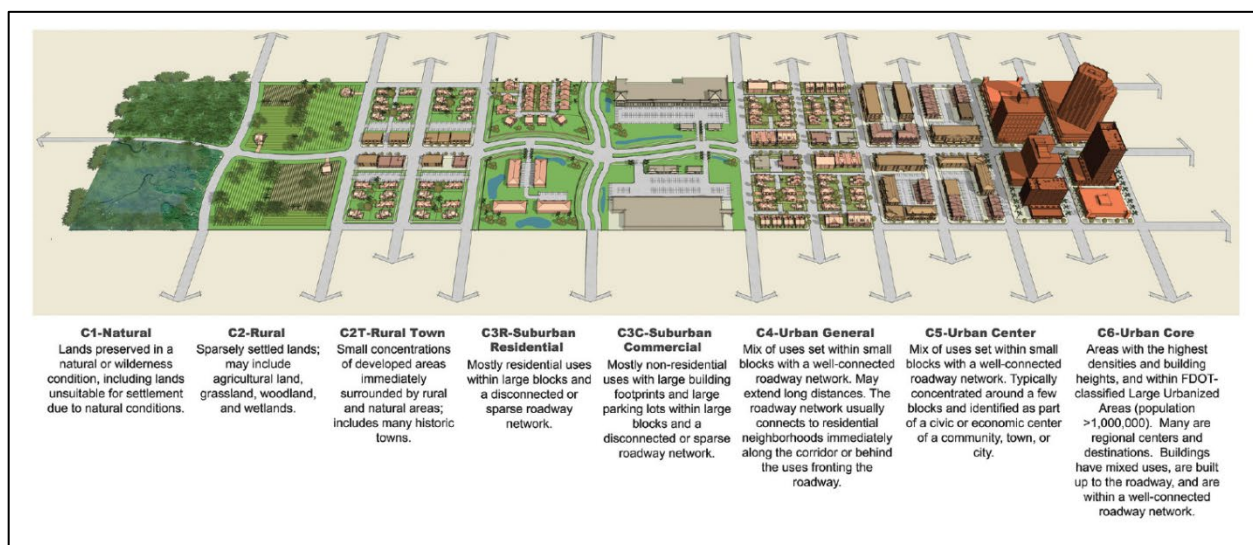 C1-Natural
Lands preserved in a
natural or wilderness
condition, including lands
unsuitable for settlement
due to natural conditions.
C2-Rural
Sparsely settled lands;
may include
agricultural land,
grassland, woodland,
and wetlands.
C2T-Rural Town
Small concentrations
of developed areas
immediately
surrounded by rural
and natural areas;
includes many historic
towns.
C3R-Suburban
Residential
Mostly residential uses
within large blocks and
a disconnected or
sparse roadway
network.
C3C-Suburban
Commercial
Mostly non-residential
uses with large building
footprints and large
parking lots within large
blocks and a
disconnected or sparse
roadway network.
C4-Urban General
Mix of uses set within small
blocks with a well-connected
roadway network. May
extend long distances. The
roadway network usually
connects to residential
neighborhoods immediately
along the corridor or behind
the uses fronting the
roadway.
C5-Urban Center
Mix of uses set within small
blocks with a well-connected
roadway network. Typically
concentrated around a few
blocks and identified as part
of a civic or economic center
of a community, town, or
city.
C6-Urban Core
Areas with the highest
densities and building
heights, and within FDOT-
classified Large Urbanized
Areas (population
>1,000,000). Many are
regional centers and
destinations. Buildings
have mixed uses, are built
up to the roadway, and are
within a well-connected
roadway network.